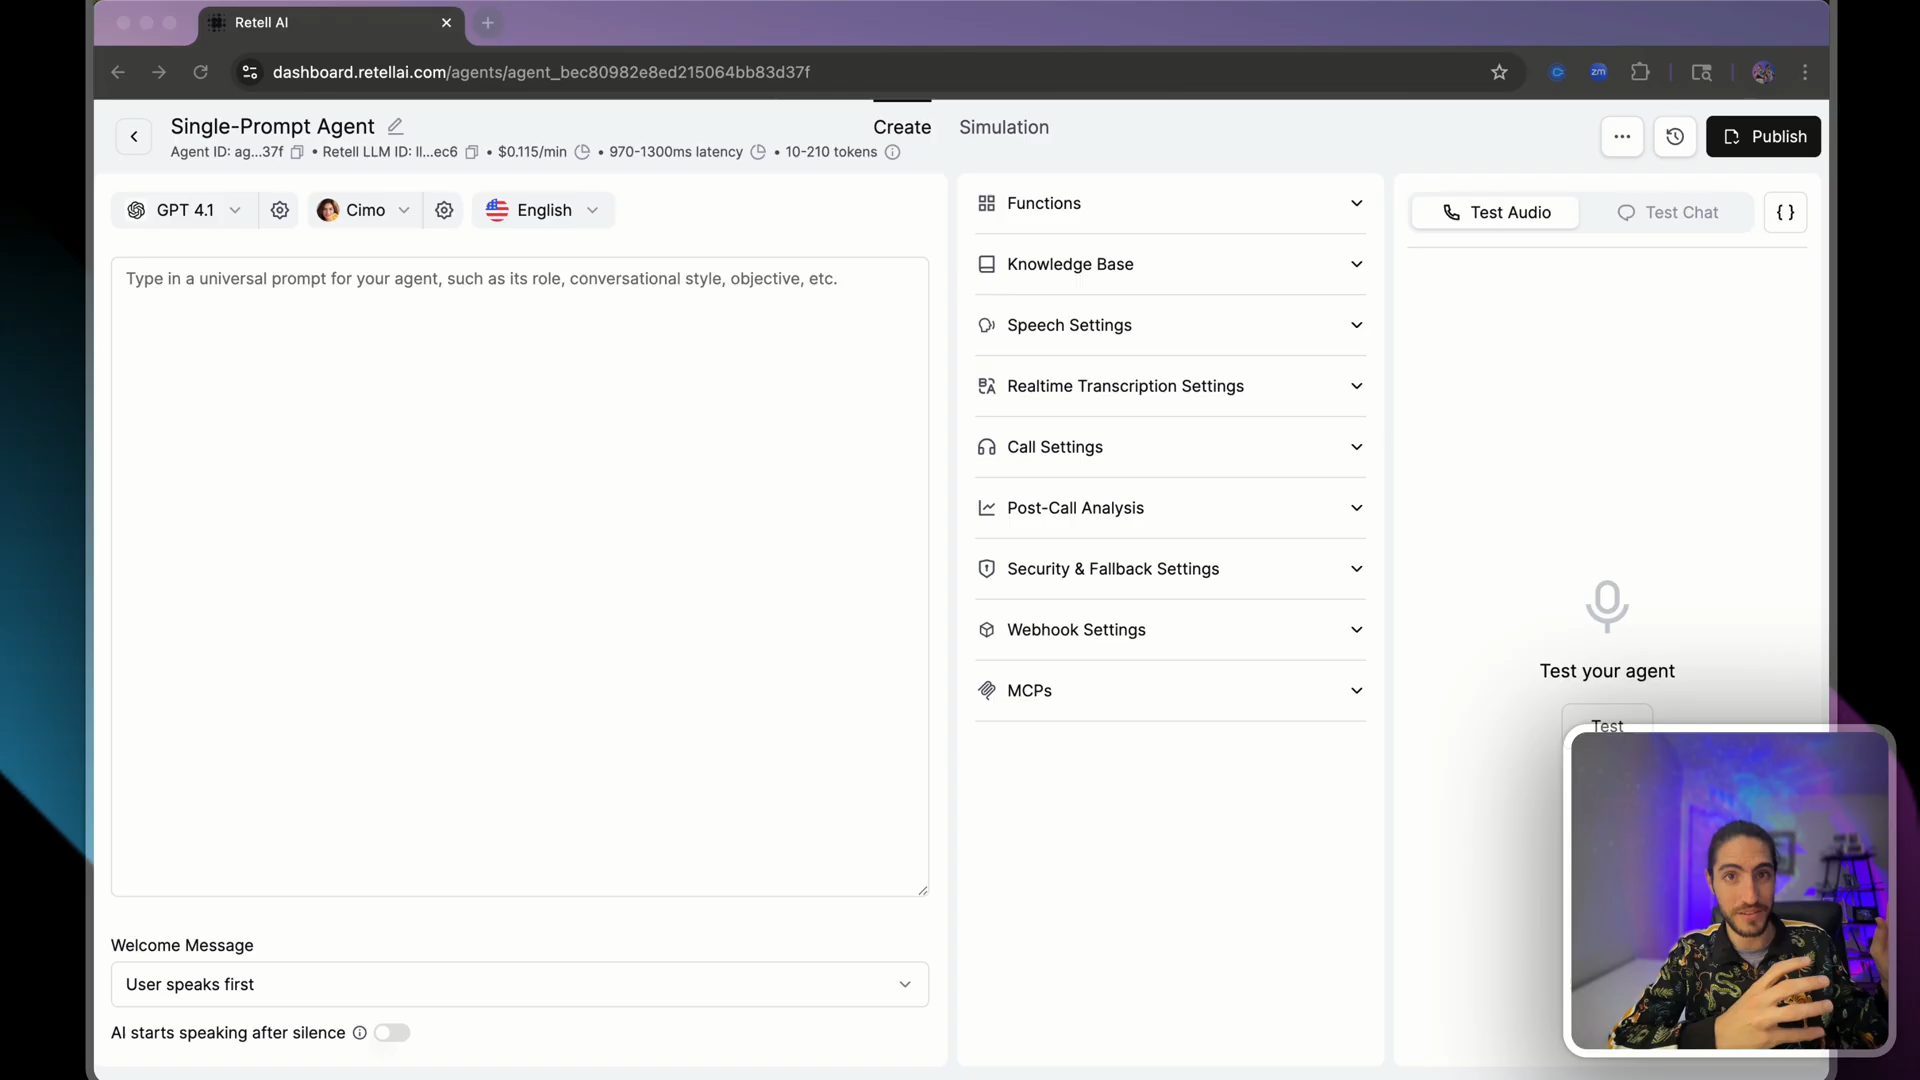 Retell AI
dashboard.retellai.com/agents/agent_bec80982e8ed215064bb83d37f
zm
Single-Prompt Agent
Agent ID: ag...37f • Retell LLM ID: ll...ec6 • $0.115/min • 970-1300ms latency • 10-210 tokens
Create
Simulation
Publish
GPT 4.1
Cimo
English
Type in a universal prompt for your agent, such as its role, conversational style, objective, etc.
Welcome Message
User speaks first
AI starts speaking after silence
Functions
Knowledge Base
Speech Settings
Realtime Transcription Settings
Call Settings
Post-Call Analysis
Security & Fallback Settings
Webhook Settings
MCPs
Test Audio
Test Chat
{ }
Test your agent
Test